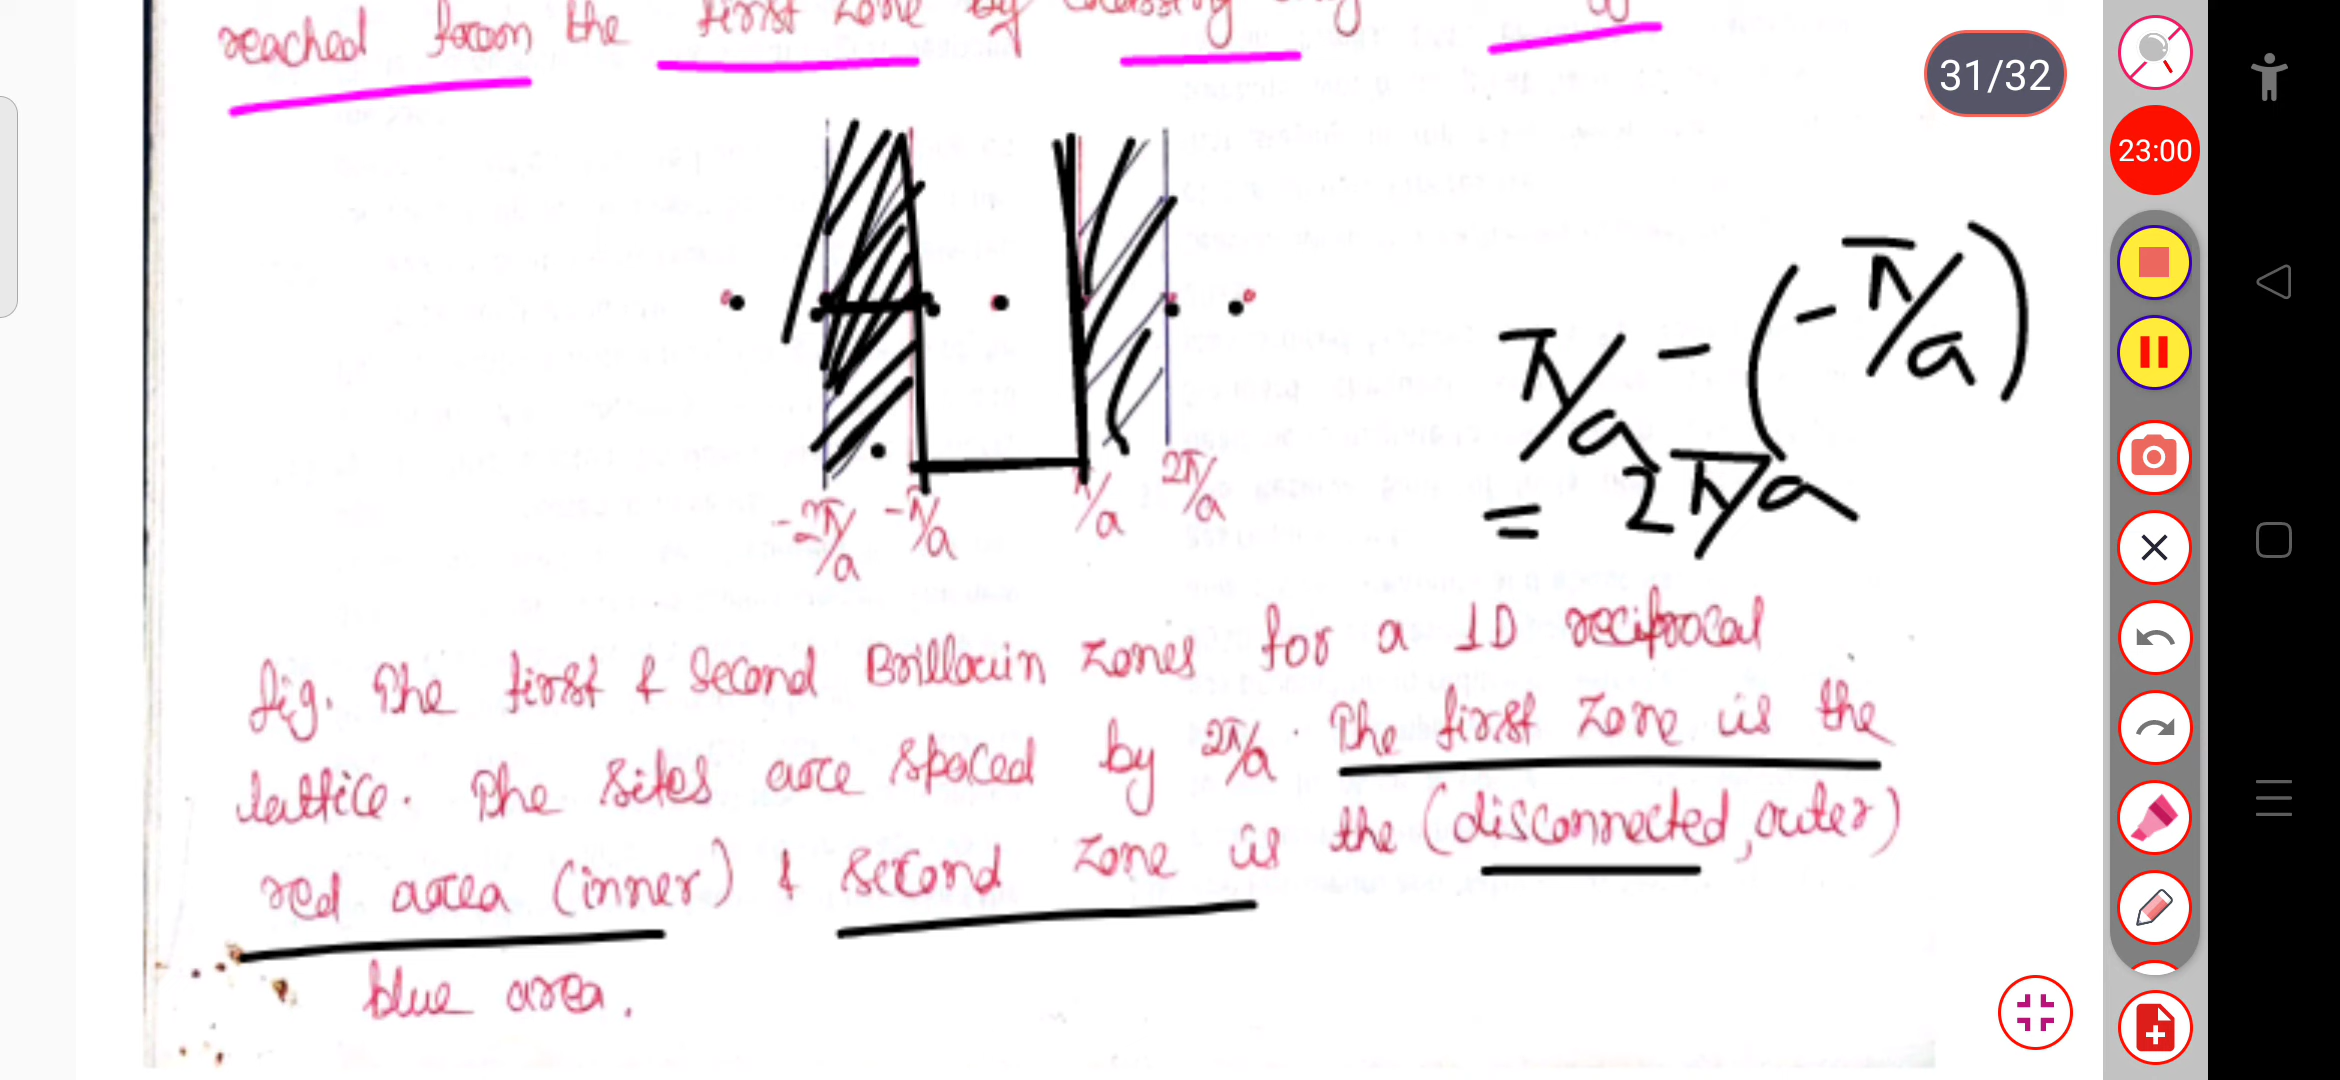 reached from the first zone by crossing only
31/32
23:00
π/a - (-π/a)
= 2π/a
-2π/a -π/a π/a 2π/a
fig. The first & Second Brillouin zones for a 1D reciprocal
lattice. The sites are spaced by 2π/a. The first zone is the
red area (inner) & second zone is the (disconnected, outer)
blue area.